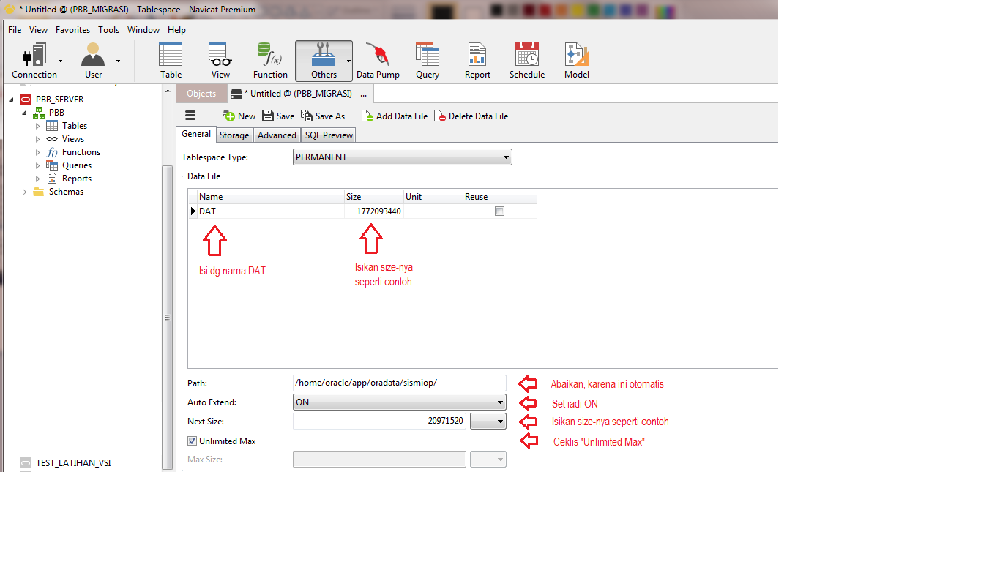 * Untitled @ (PBB_MIGRASI) - Tablespace - Navicat Premium
File View Favorites Tools Window Help
Connection User Table View Function Others Data Pump Query Report Schedule Model
f(x)
PBB_SERVER
PBB
Tables
Views
f() Functions
Queries
Reports
Schemas
TEST_LATIHAN_VSI
Objects * Untitled @ (PBB_MIGRASI) - ...
New Save Save As Add Data File Delete Data File
General Storage Advanced SQL Preview
Tablespace Type: PERMANENT
Data File
Name Size Unit Reuse
DAT 1772093440
Isi dg nama DAT
Isikan size-nya
seperti contoh
Path: /home/oracle/app/oradata/sismiop/ Abaikan, karena ini otomatis
Auto Extend: ON Set jadi ON
Next Size: 20971520 Isikan size-nya seperti contoh
Unlimited Max Ceklis "Unlimited Max"
Max Size: